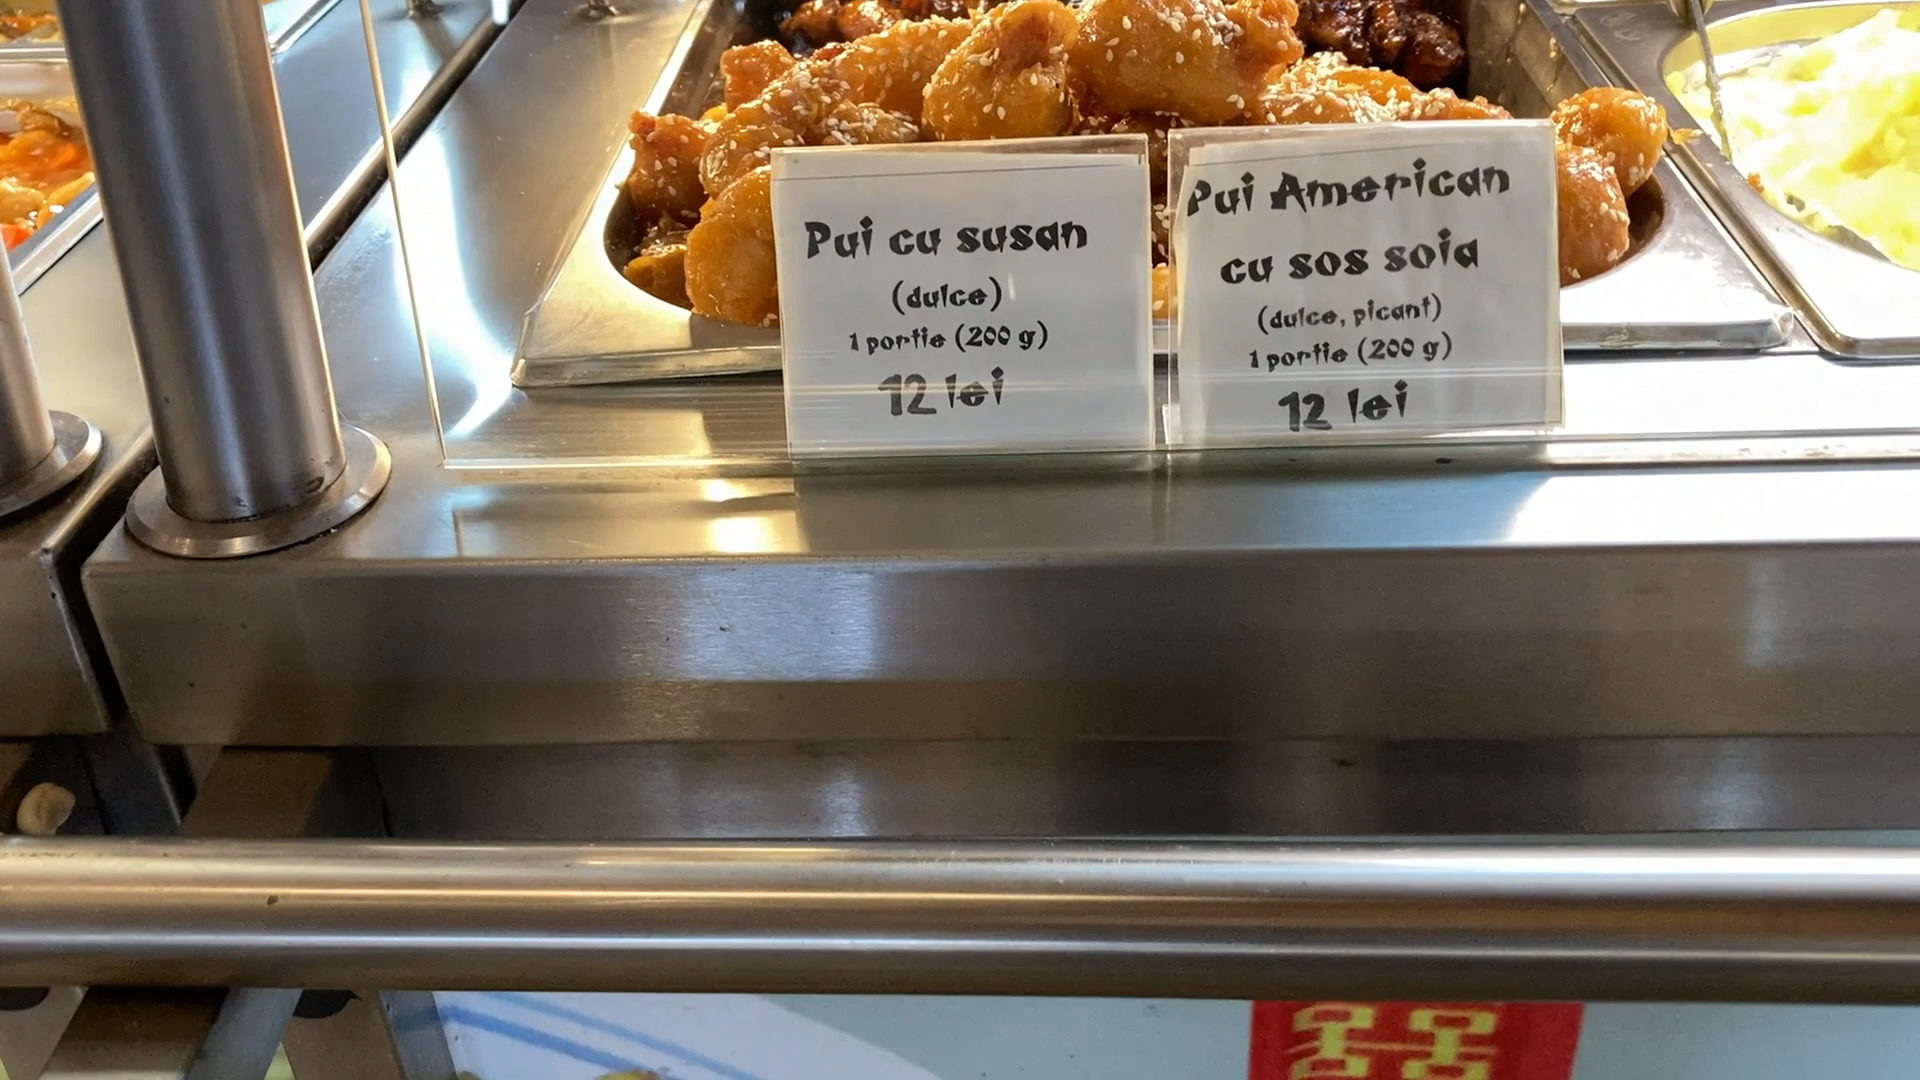 Pui cu susan
(dulce)
1 portie (200 g)
12 lei
Pui American
cu sos soia
(dulce, picant)
1 portie (200 g)
12 lei